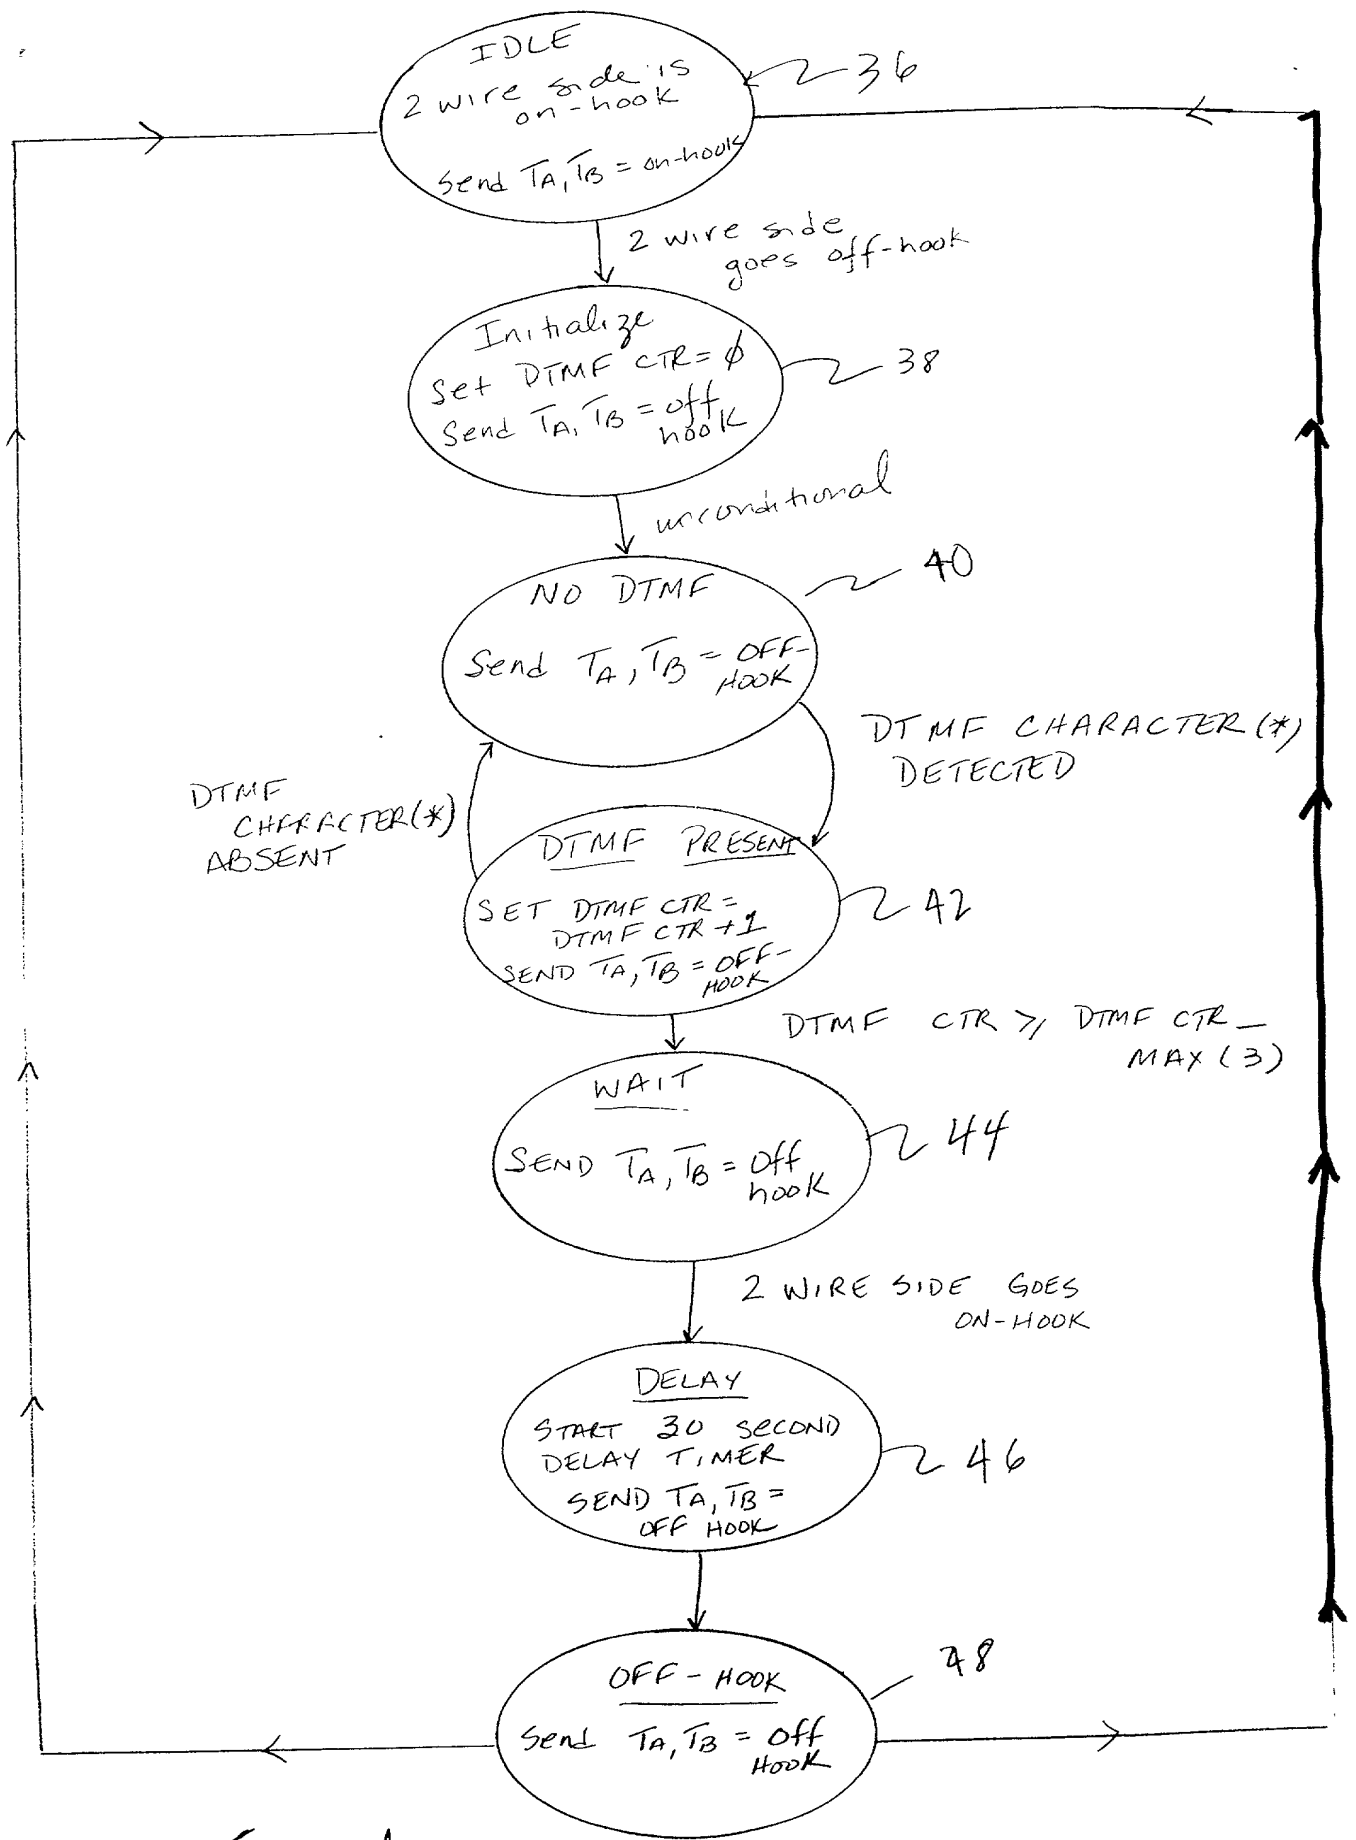 IDLE
2 wire side is
on-hook
Send TA, TB = on-hook
36
2 wire side
goes off-hook
Initialize
Set DTMF CTR = ϕ
Send TA, TB = off
hook
38
unconditional
NO DTMF
Send TA, TB = OFF-
HOOK
40
DTMF CHARACTER (*)
DETECTED
DTMF
CHARACTER (*)
ABSENT
DTMF PRESENT
SET DTMF CTR =
DTMF CTR + 1
SEND TA, TB = OFF-
HOOK
42
DTMF CTR ⩾ DTMF CTR_
MAX (3)
WAIT
SEND TA, TB = Off
hook
44
2 WIRE SIDE GOES
ON-HOOK
DELAY
START 30 SECOND
DELAY TIMER
SEND TA, TB =
OFF HOOK
46
OFF-HOOK
Send TA, TB = Off
Hook
48